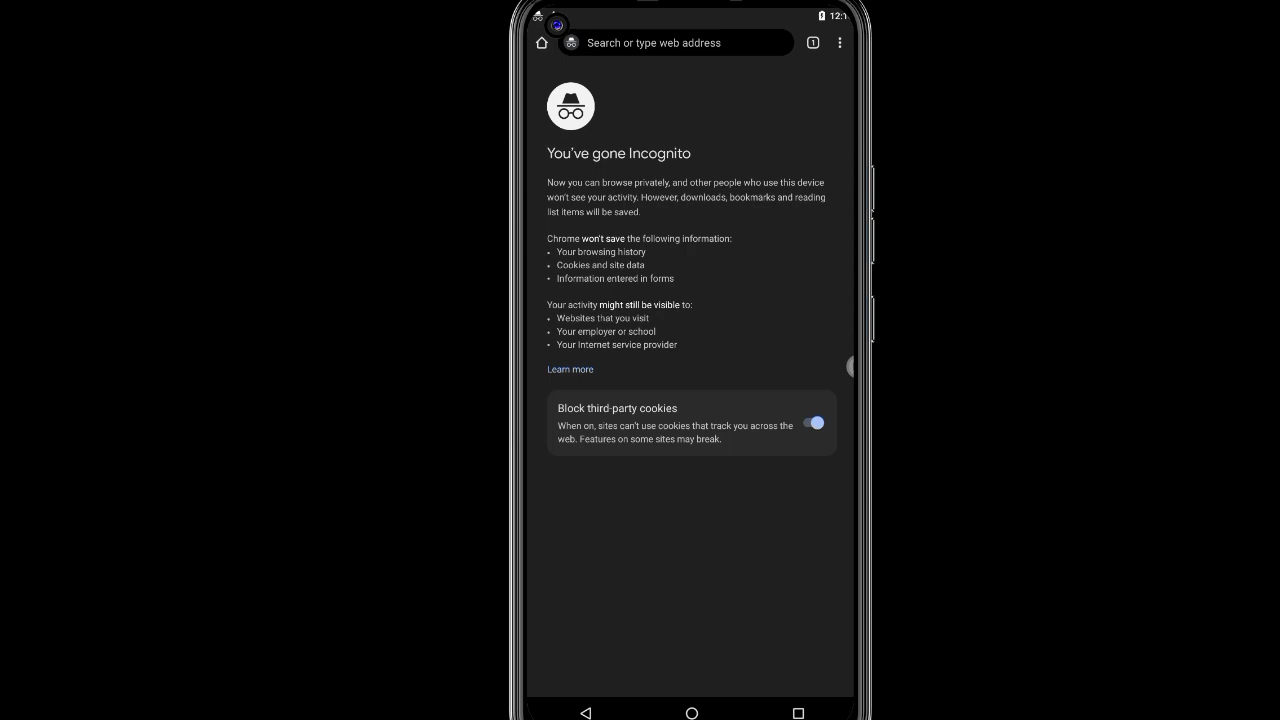 12:1
Search or type web address
1
You've gone Incognito
Now you can browse privately, and other people who use this device
won't see your activity. However, downloads, bookmarks and reading
list items will be saved.
Chrome won't save the following information:
• Your browsing history
• Cookies and site data
• Information entered in forms
Your activity might still be visible to:
• Websites that you visit
• Your employer or school
• Your Internet service provider
Learn more
Block third-party cookies
When on, sites can't use cookies that track you across the
web. Features on some sites may break.